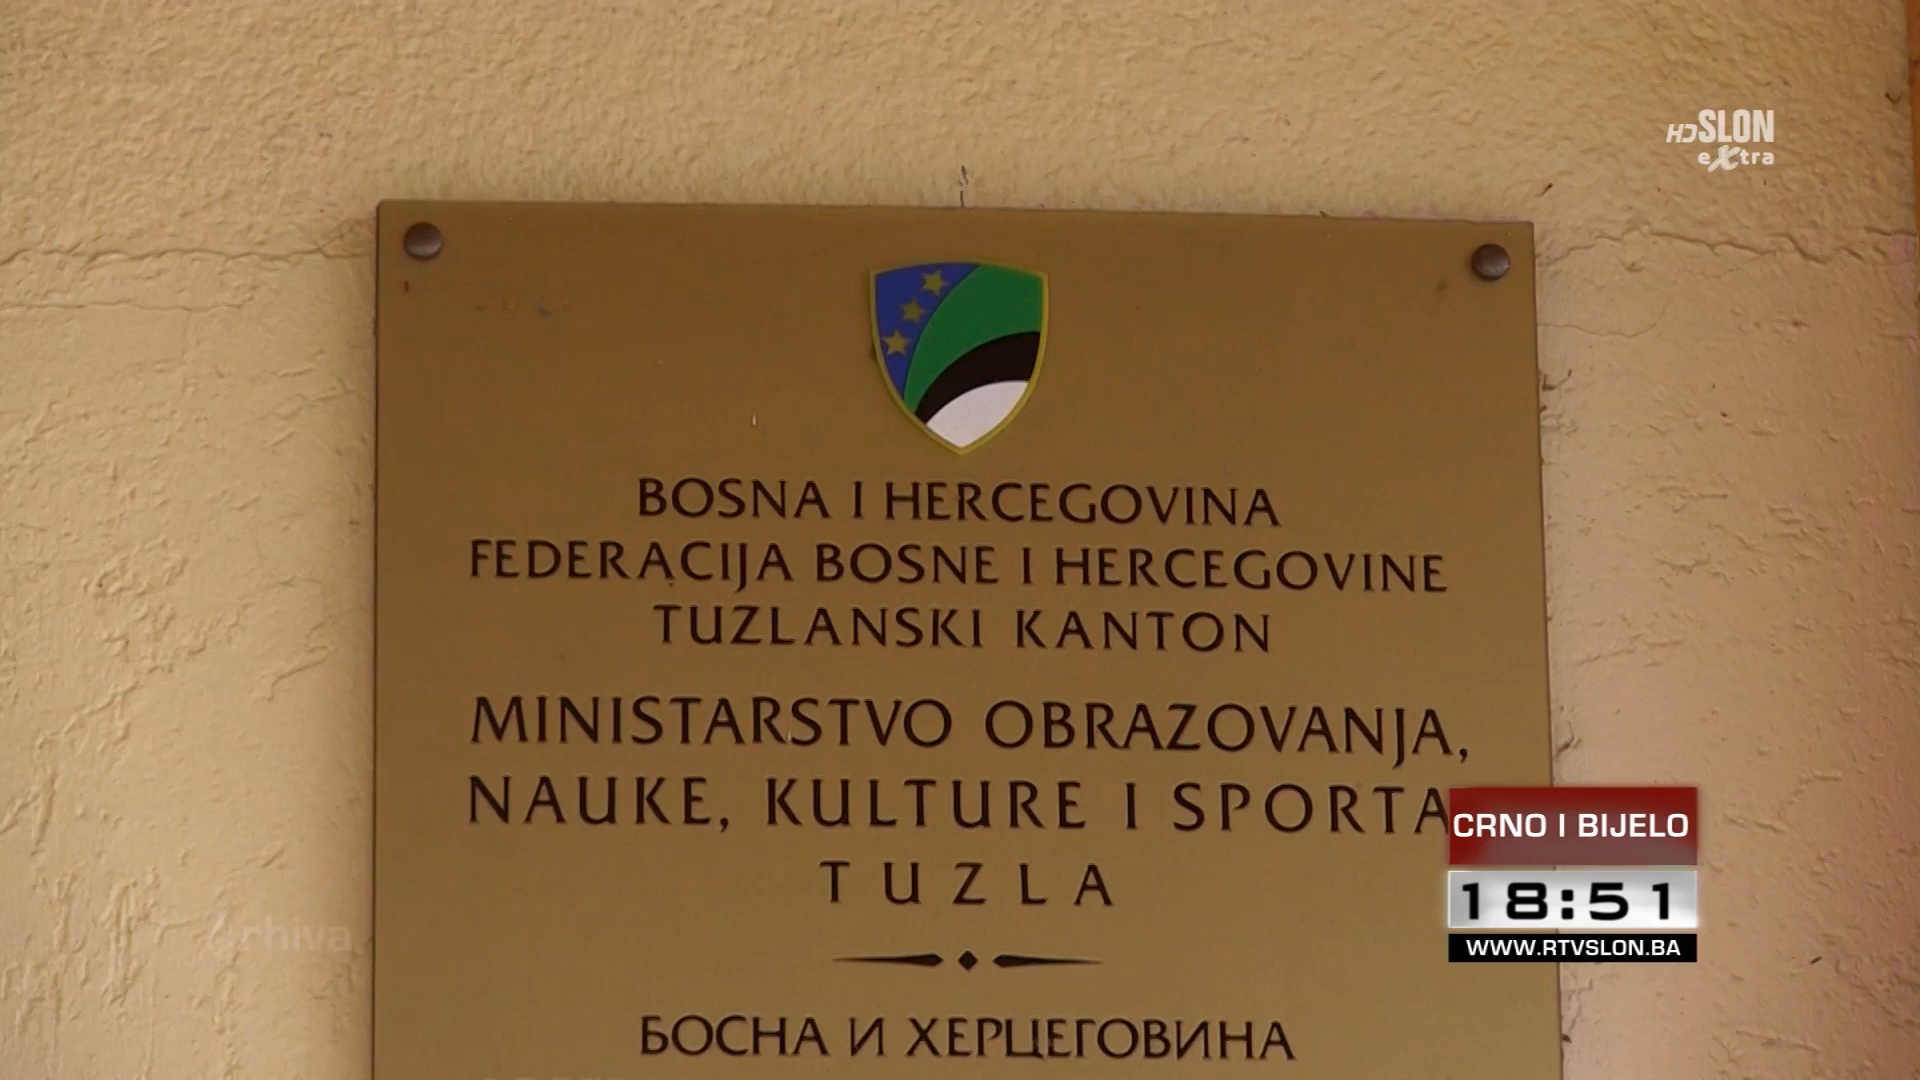 HD SLON
extra
BOSNA I HERCEGOVINA
FEDERACIJA BOSNE I HERCEGOVINE
TUZLANSKI KANTON
MINISTARSTVO OBRAZOVANJA,
NAUKE, KULTURE I SPORTA
TUZLA
CRNO I BIJELO
18:51
WWW.RTVSLON.BA
Arhiva
БОСНА И ХЕРЦЕГОВИНА